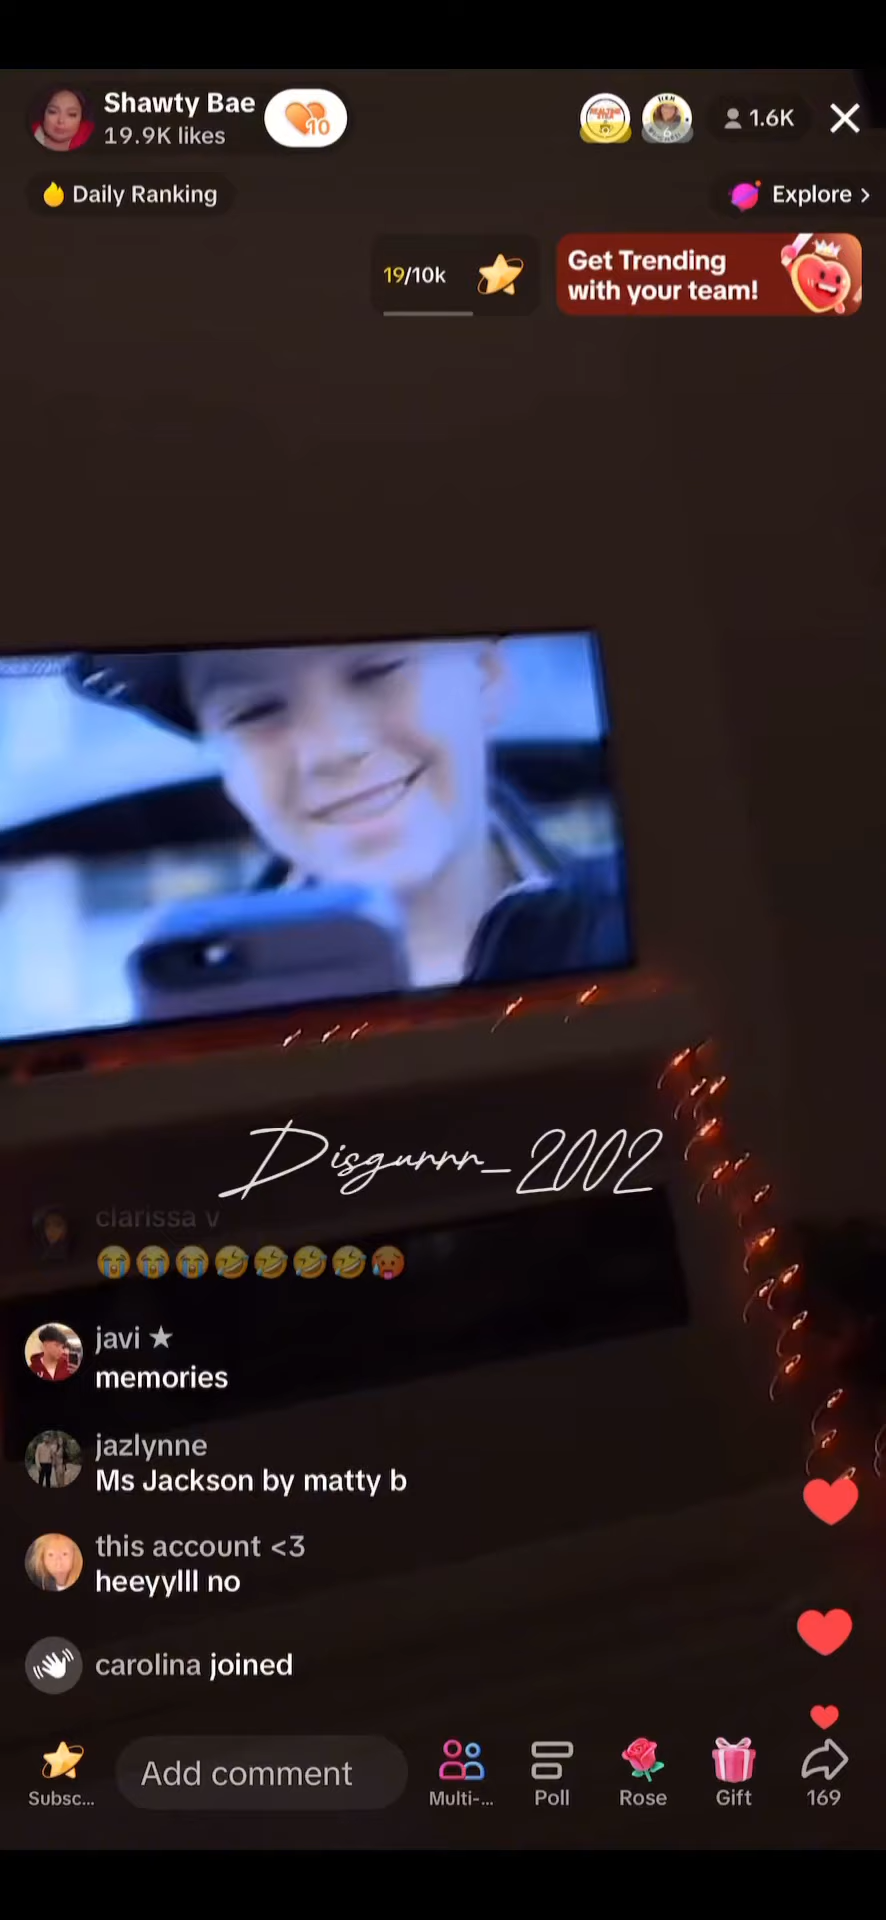 Shawty Bae
19.9K likes
10
1.6K
Daily Ranking
Explore >
19/10k
Get Trending
with your team!
Disgunnn_2002
clarissa v
😭😭😭🤣🤣🤣🤣🥵
javi ★
memories
jazlynne
Ms Jackson by matty b
this account <3
heeyylll no
carolina joined
Subsc...
Add comment
Multi-...
Poll
Rose
Gift
169